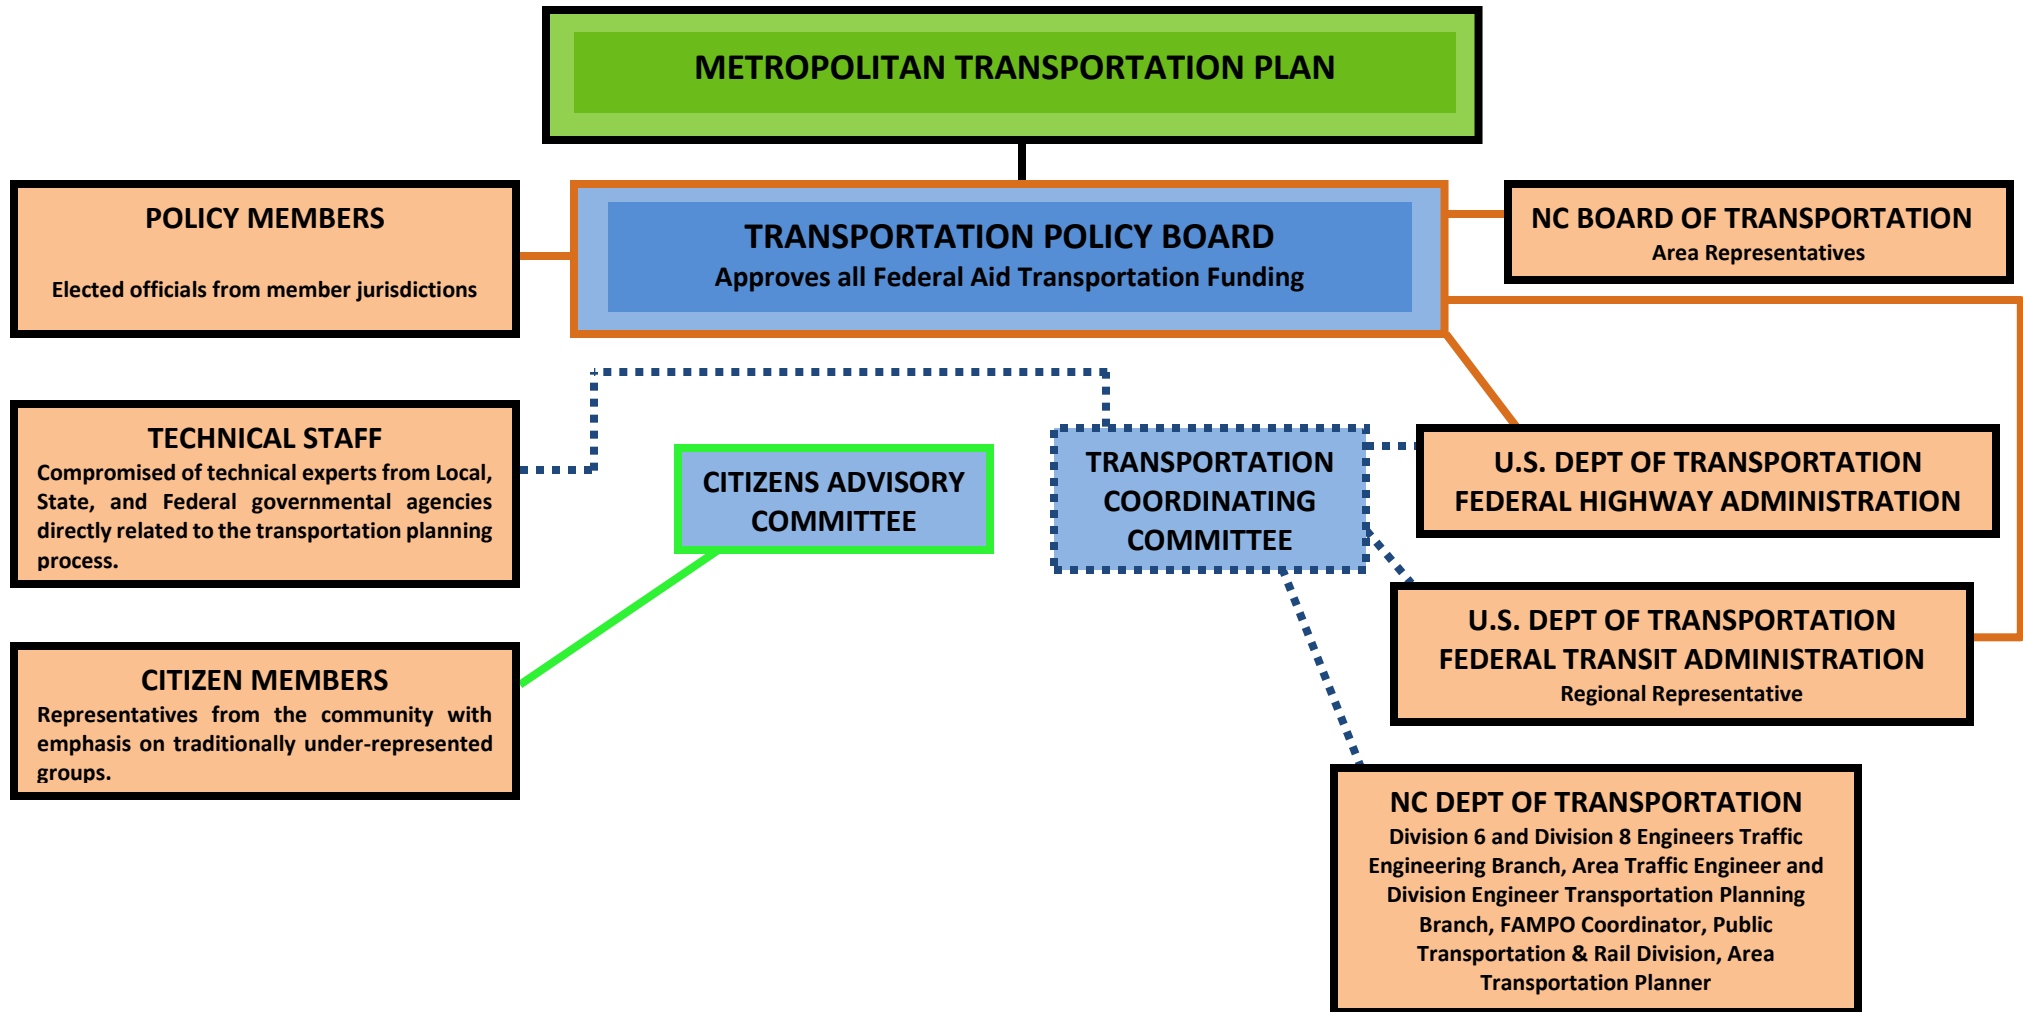 METROPOLITAN TRANSPORTATION PLAN
POLICY MEMBERS
Elected officials from member jurisdictions
TRANSPORTATION POLICY BOARD
Approves all Federal Aid Transportation Funding
NC BOARD OF TRANSPORTATION
Area Representatives
TECHNICAL STAFF
Compromised of technical experts from Local,
State, and Federal governmental agencies
directly related to the transportation planning
process.
CITIZENS ADVISORY
COMMITTEE
TRANSPORTATION
COORDINATING
COMMITTEE
U.S. DEPT OF TRANSPORTATION
FEDERAL HIGHWAY ADMINISTRATION
U.S. DEPT OF TRANSPORTATION
FEDERAL TRANSIT ADMINISTRATION
Regional Representative
CITIZEN MEMBERS
Representatives from the community with
emphasis on traditionally under-represented
groups.
NC DEPT OF TRANSPORTATION
Division 6 and Division 8 Engineers Traffic
Engineering Branch, Area Traffic Engineer and
Division Engineer Transportation Planning
Branch, FAMPO Coordinator, Public
Transportation & Rail Division, Area
Transportation Planner